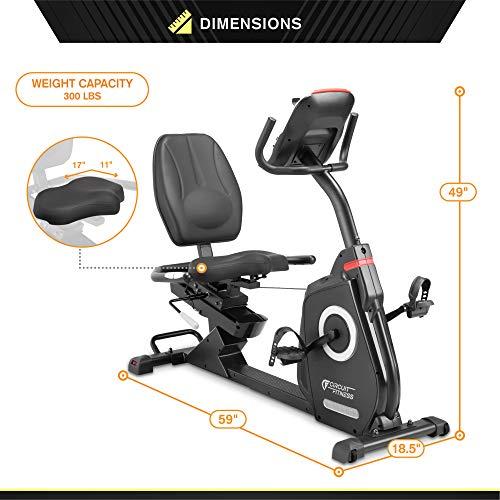 DIMENSIONS
WEIGHT CAPACITY
300 LBS
17" 11"
49"
CIRCUIT
FITNESS
59"
18.5"